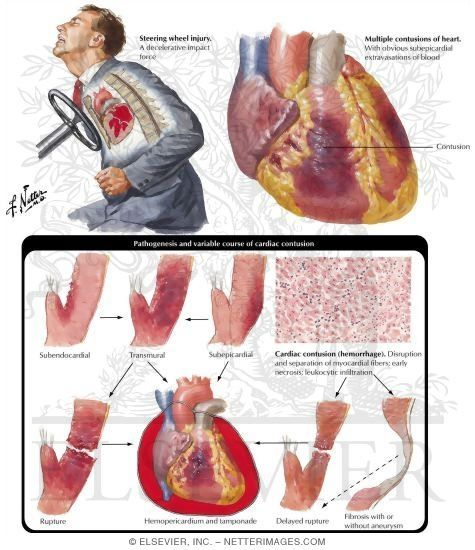 Steering wheel injury.
A decelerative impact
force
Multiple contusions of heart.
With obvious subepicardial
extravasations of blood
Contusion
F. Netter
M.D.
Pathogenesis and variable course of cardiac contusion
Subendocardial
Transmural
Subepicardial
Cardiac contusion (hemorrhage). Disruption
and separation of myocardial fibers; early
necrosis; leukocytic infiltration
Rupture
Hemopericardium and tamponade
Delayed rupture
Fibrosis with or
without aneurysm
ELSEVIER
© ELSEVIER, INC. – NETTERIMAGES.COM